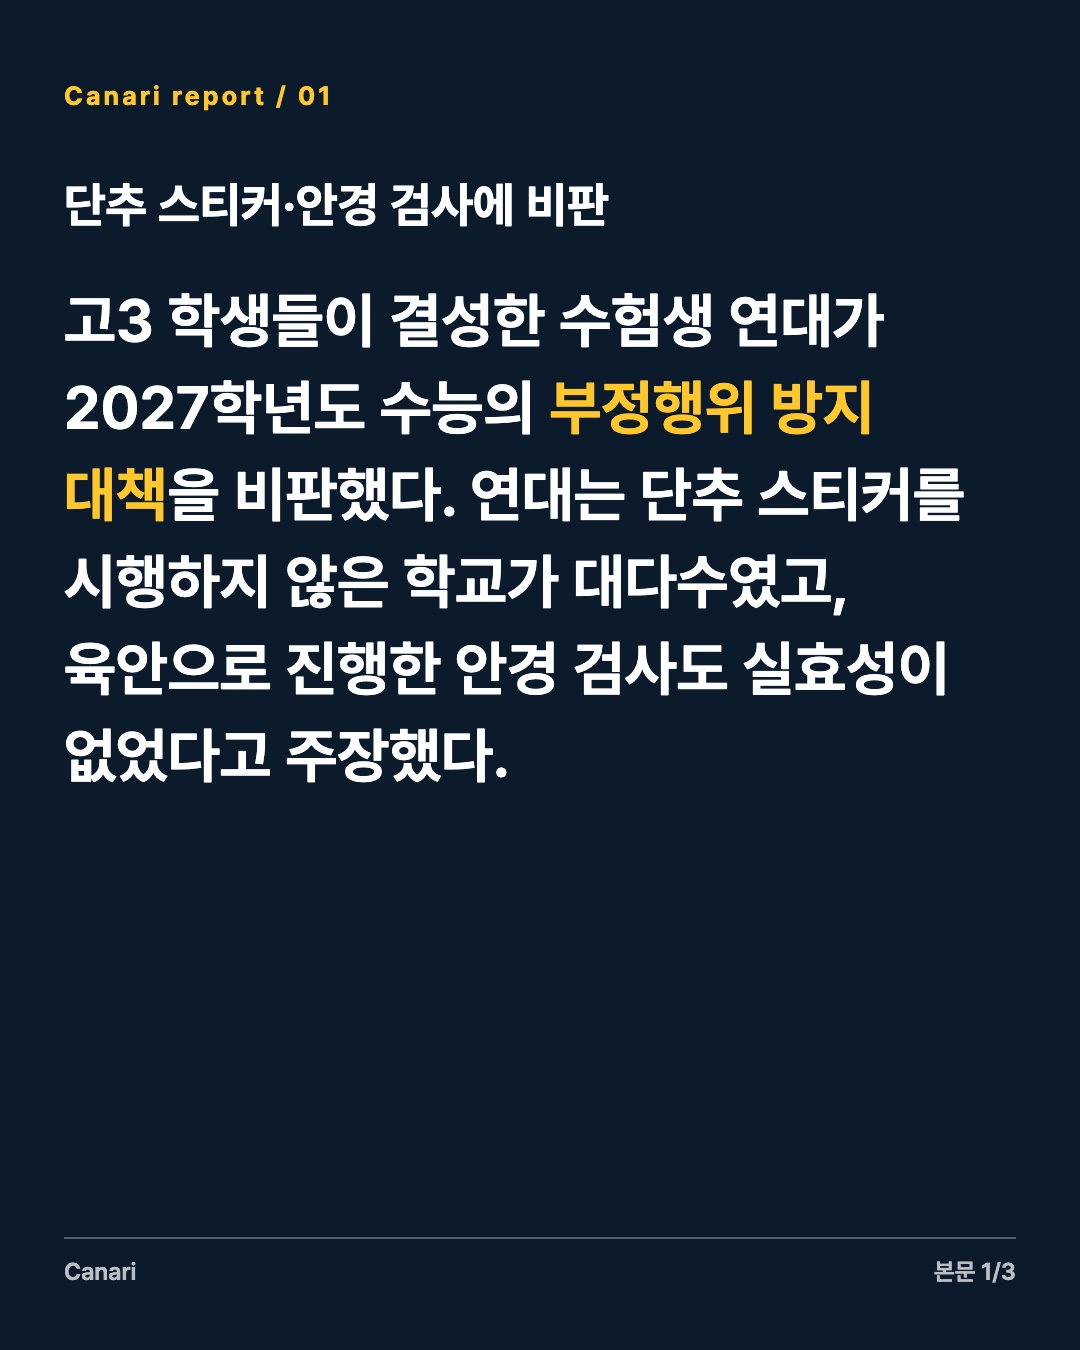 Canari report / 01
단추 스티커·안경 검사에 비판
고3 학생들이 결성한 수험생 연대가
2027학년도 수능의 부정행위 방지
대책을 비판했다. 연대는 단추 스티커를
시행하지 않은 학교가 대다수였고,
육안으로 진행한 안경 검사도 실효성이
없었다고 주장했다.
Canari
본문 1/3